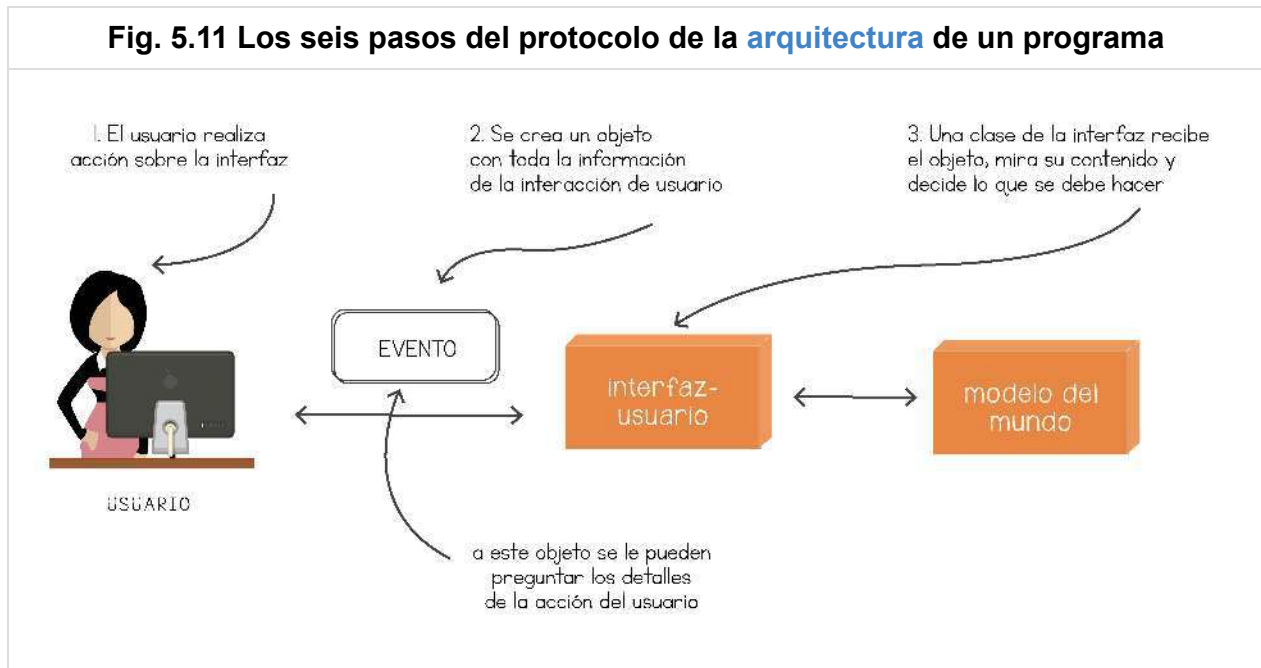 Fig. 5.11 Los seis pasos del protocolo de la arquitectura de un programa
1. El usuario realiza
acción sobre la interfaz
2. Se crea un objeto
con toda la información
de la interacción de usuario
3. Una clase de la interfaz recibe
el objeto, mira su contenido y
decide lo que se debe hacer
EVENTO
interfaz-
usuario
modelo del
mundo
USUARIO
a este objeto se le pueden
preguntar los detalles
de la acción del usuario